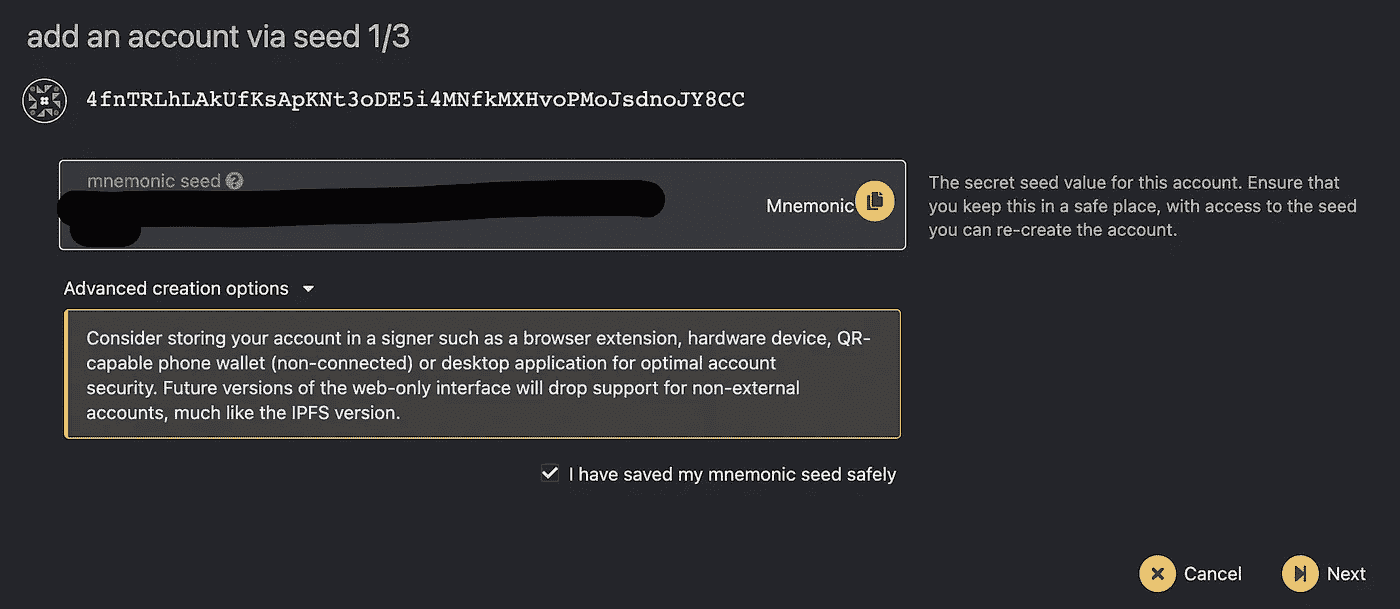 add an account via seed 1/3
4fnTRLhLAkUfKsApKNt3oDE5i4MNfkMXHvoPMoJsdnoJY8CC
mnemonic seed
Mnemonic
The secret seed value for this account. Ensure that
you keep this in a safe place, with access to the seed
you can re-create the account.
Advanced creation options
Consider storing your account in a signer such as a browser extension, hardware device, QR-
capable phone wallet (non-connected) or desktop application for optimal account
security. Future versions of the web-only interface will drop support for non-external
accounts, much like the IPFS version.
I have saved my mnemonic seed safely
Cancel
Next